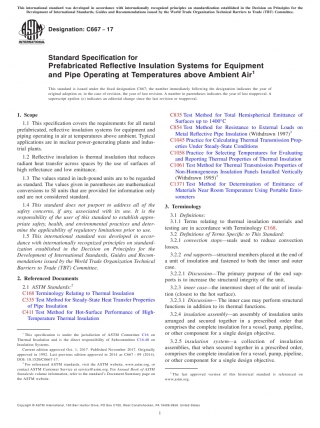 This international standard was developed in accordance with internationally recognized principles on standardization established in the Decision on Principles for the
Development of International Standards, Guides and Recommendations issued by the World Trade Organization Technical Barriers to Trade (TBT) Committee.
Designation: C667 − 17
Standard Specification for
Prefabricated Reflective Insulation Systems for Equipment
and Pipe Operating at Temperatures above Ambient Air¹
This standard is issued under the fixed designation C667; the number immediately following the designation indicates the year of
original adoption or, in the case of revision, the year of last revision. A number in parentheses indicates the year of last reapproval. A
superscript epsilon (ε) indicates an editorial change since the last revision or reapproval.
1. Scope
1.1 This specification covers the requirements for all metal
prefabricated, reflective insulation systems for equipment and
piping operating in air at temperatures above ambient. Typical
applications are in nuclear power-generating plants and indus-
trial plants.
1.2 Reflective insulation is thermal insulation that reduces
radiant heat transfer across spaces by the use of surfaces of
high reflectance and low emittance.
1.3 The values stated in inch-pound units are to be regarded
as standard. The values given in parentheses are mathematical
conversions to SI units that are provided for information only
and are not considered standard.
1.4 This standard does not purport to address all of the
safety concerns, if any, associated with its use. It is the
responsibility of the user of this standard to establish appro-
priate safety, health, and environmental practices and deter-
mine the applicability of regulatory limitations prior to use.
1.5 This international standard was developed in accor-
dance with internationally recognized principles on standard-
ization established in the Decision on Principles for the
Development of International Standards, Guides and Recom-
mendations issued by the World Trade Organization Technical
Barriers to Trade (TBT) Committee.
2. Referenced Documents
2.1 ASTM Standards:²
C168 Terminology Relating to Thermal Insulation
C335 Test Method for Steady-State Heat Transfer Properties
of Pipe Insulation
C411 Test Method for Hot-Surface Performance of High-
Temperature Thermal Insulation
¹ This specification is under the jurisdiction of ASTM Committee C16 on
Thermal Insulation and is the direct responsibility of Subcommittee C16.40 on
Insulation Systems.
Current edition approved Oct. 1, 2017. Published November 2017. Originally
approved in 1992. Last previous edition approved in 2014 as C667 – 09 (2014).
DOI: 10.1520/C0667-17.
² For referenced ASTM standards, visit the ASTM website, www.astm.org, or
contact ASTM Customer Service at service@astm.org. For Annual Book of ASTM
Standards volume information, refer to the standard's Document Summary page on
the ASTM website.
C835 Test Method for Total Hemispherical Emittance of
Surfaces up to 1400°C
C854 Test Method for Resistance to External Loads on
Metal Reflective Pipe Insulation (Withdrawn 1997)³
C1045 Practice for Calculating Thermal Transmission Prop-
erties Under Steady-State Conditions
C1058 Practice for Selecting Temperatures for Evaluating
and Reporting Thermal Properties of Thermal Insulation
C1061 Test Method for Thermal Transmission Properties of
Non-Homogeneous Insulation Panels Installed Vertically
(Withdrawn 1995)³
C1371 Test Method for Determination of Emittance of
Materials Near Room Temperature Using Portable Emis-
someters
3. Terminology
3.1 Definitions:
3.1.1 Terms relating to thermal insulation materials and
testing are in accordance with Terminology C168.
3.2 Definitions of Terms Specific to This Standard:
3.2.1 convection stops—seals used to reduce convection
losses.
3.2.2 end supports—structural members placed at the end of
a unit of insulation and fastened to both the inner and outer
case.
3.2.2.1 Discussion—The primary purpose of the end sup-
ports is to increase the structural integrity of the unit.
3.2.3 inner case—the innermost sheet of the unit of insula-
tion (closest to the hot surface).
3.2.3.1 Discussion—The inner case may perform structural
functions in addition to its thermal functions.
3.2.4 insulation assembly—an assembly of insulation units
arranged and secured together in a prescribed order that
comprises the complete insulation for a vessel, pump, pipeline,
or other component for a single design objective.
3.2.5 insulation system—a collection of insulation
assemblies, that when secured together in a prescribed order,
comprises the complete insulation for a vessel, pump, pipeline,
or other component for a single design objective.
³ The last approved version of this historical standard is referenced on
www.astm.org.
Copyright © ASTM International, 100 Barr Harbor Drive, PO Box C700, West Conshohocken, PA 19428-2959. United States
1